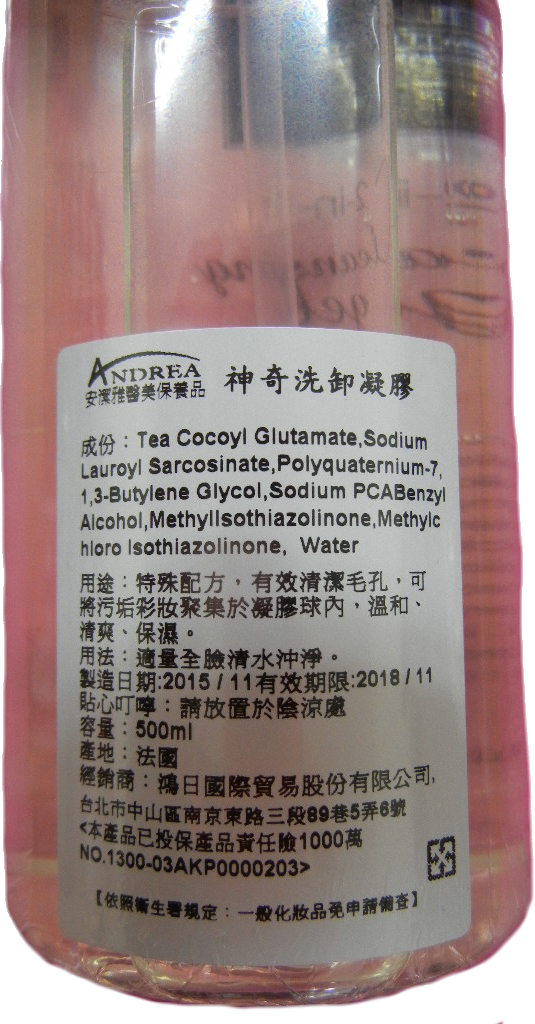 ANDREA
安潔雅醫美保養品 神奇洗卸凝膠
成份：Tea Cocoyl Glutamate,Sodium
Lauroyl Sarcosinate,Polyquaternium-7,
1,3-Butylene Glycol,Sodium PCABenzyl
Alcohol,MethylIsothiazolinone,Methylc
hloro Isothiazolinone, Water
用途：特殊配方，有效清潔毛孔，可
將污垢彩妝聚集於凝膠球內，溫和、
清爽、保濕。
用法：適量全臉清水沖淨。
製造日期:2015 / 11有效期限:2018 / 11
貼心叮嚀：請放置於陰涼處
容量：500ml
產地：法國
經銷商：鴻日國際貿易股份有限公司,
台北市中山區南京東路三段89巷5弄6號
<本產品已投保產品責任險1000萬
NO.1300-03AKP0000203>
【依照衛生署規定：一般化妝品免申請備查】